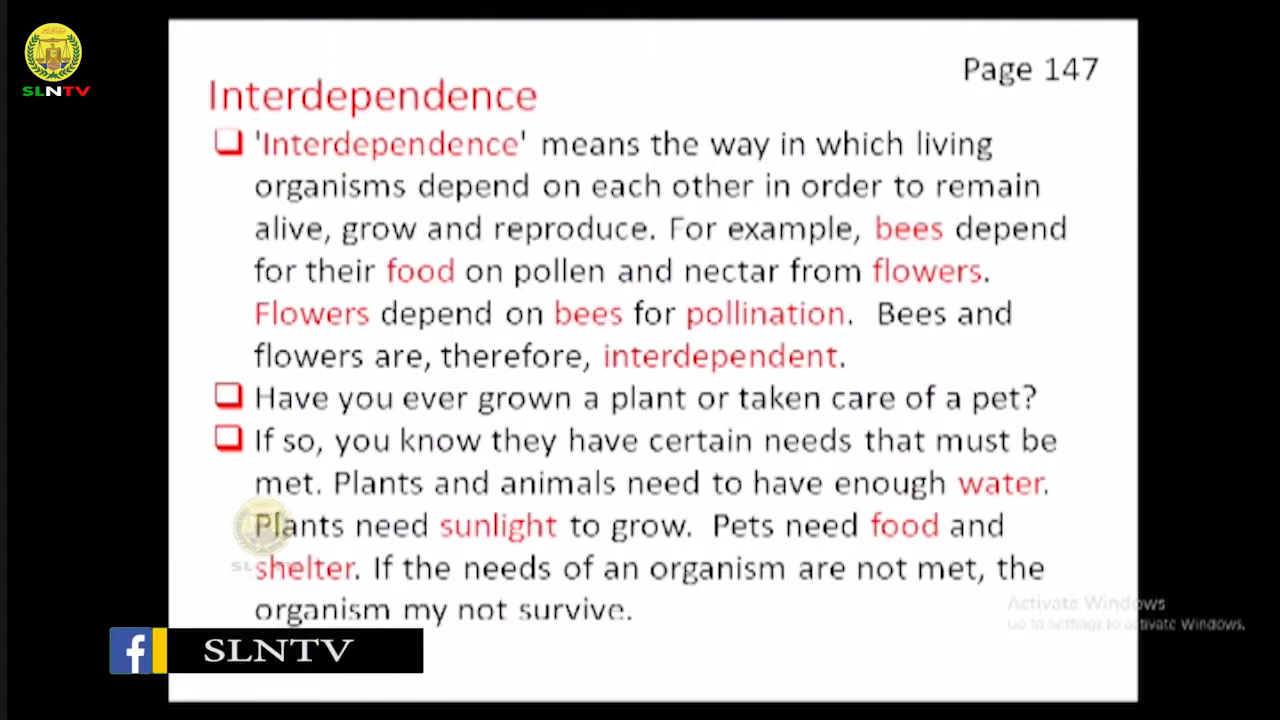 SLNTV
Page 147
Interdependence
'Interdependence' means the way in which living
organisms depend on each other in order to remain
alive, grow and reproduce. For example, bees depend
for their food on pollen and nectar from flowers.
Flowers depend on bees for pollination. Bees and
flowers are, therefore, interdependent.
Have you ever grown a plant or taken care of a pet?
If so, you know they have certain needs that must be
met. Plants and animals need to have enough water.
Plants need sunlight to grow. Pets need food and
shelter. If the needs of an organism are not met, the
organism my not survive.
Activate Windows
Go to Settings to activate Windows.
f SLNTV